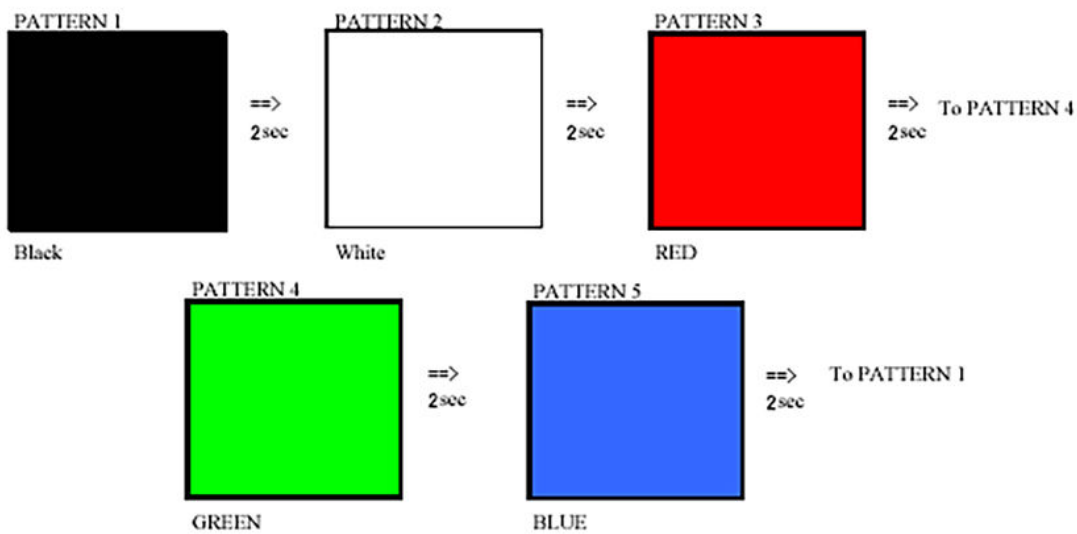 PATTERN 1
PATTERN 2
PATTERN 3
==>
2sec
==>
2sec
==>
2sec
To PATTERN 4
Black
White
RED
PATTERN 4
PATTERN 5
==>
2sec
==>
2sec
To PATTERN 1
GREEN
BLUE